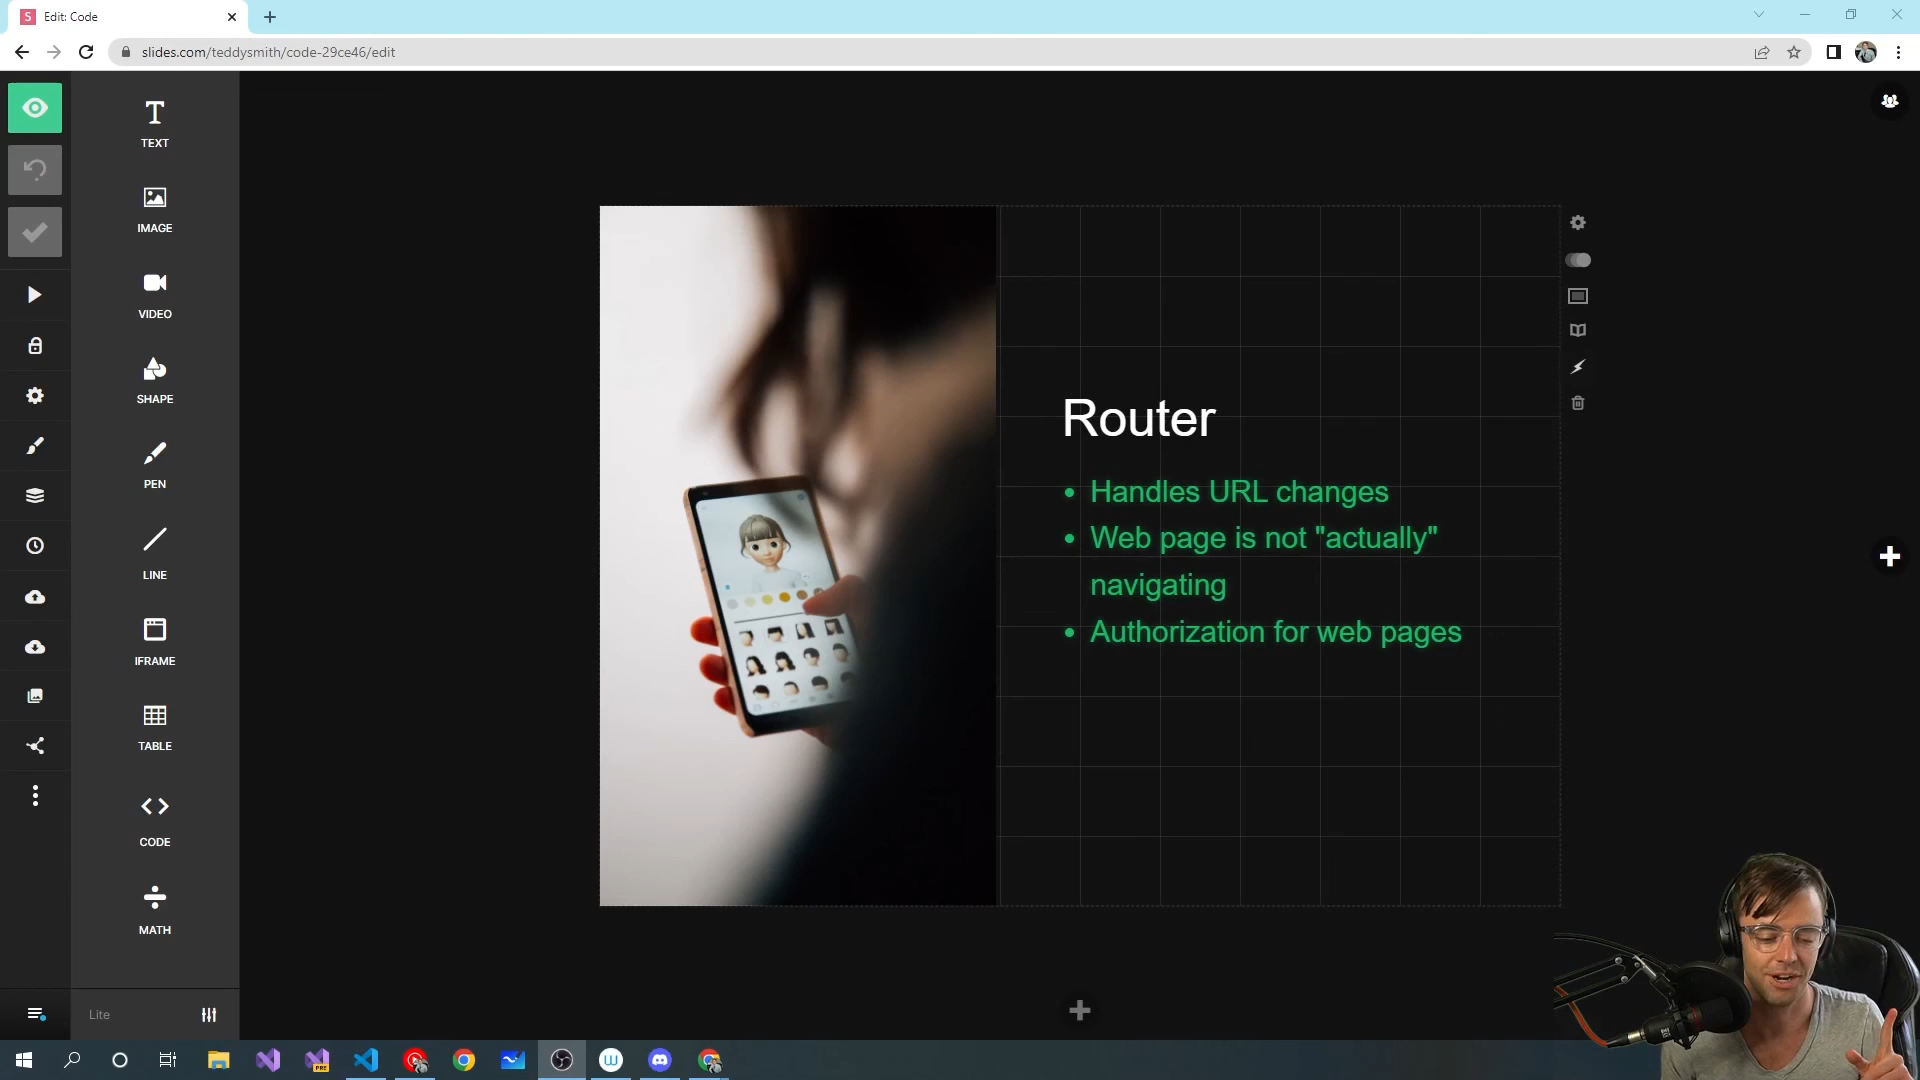 S Edit: Code
slides.com/teddysmith/code-29ce46/edit
TEXT
IMAGE
VIDEO
SHAPE
PEN
LINE
IFRAME
TABLE
CODE
MATH
Lite
Router
• Handles URL changes
• Web page is not "actually"
navigating
• Authorization for web pages
PRE
W